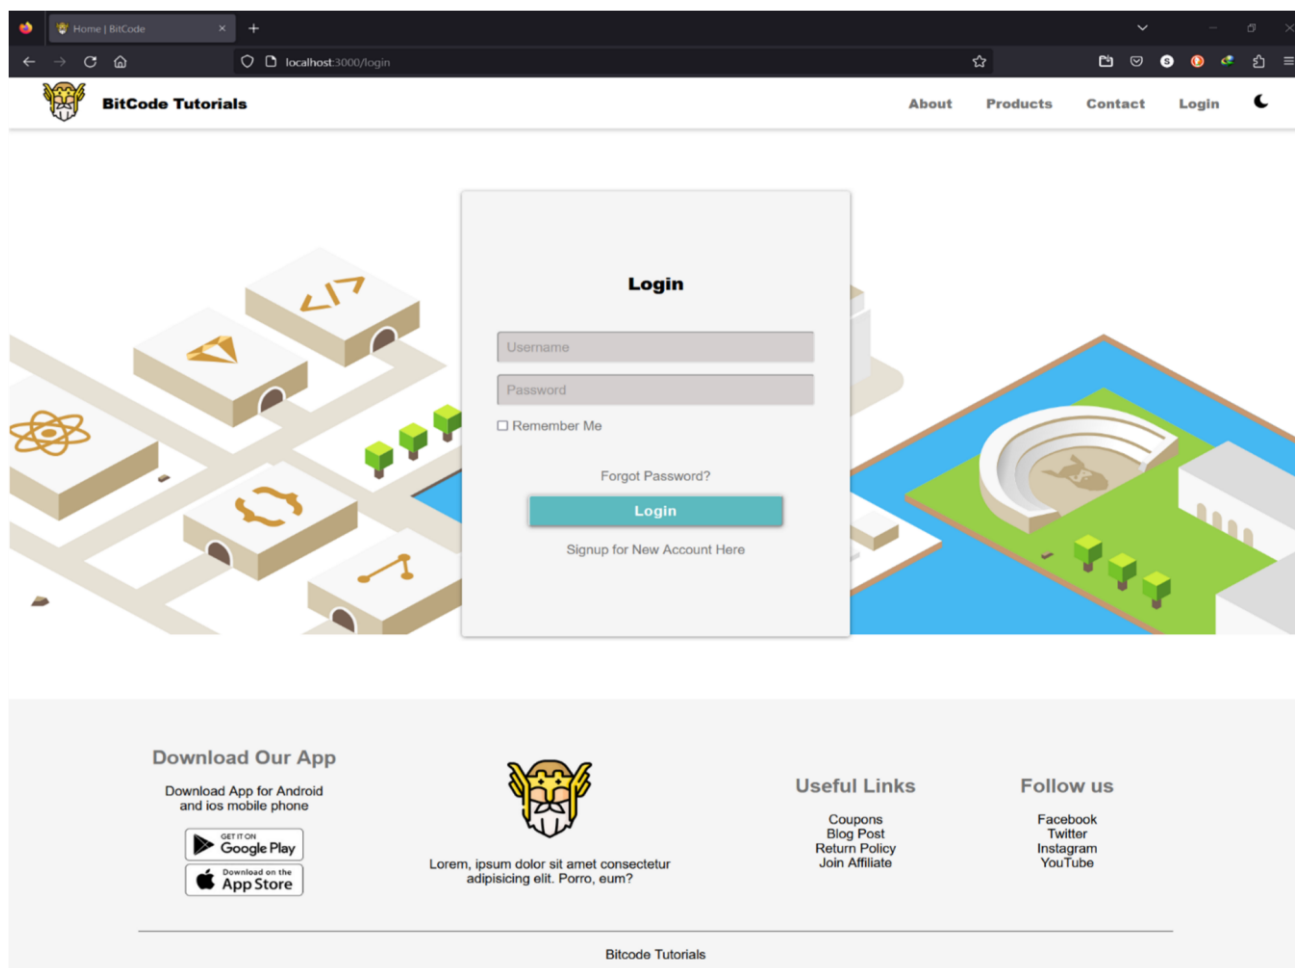 Home | BitCode
localhost:3000/login
BitCode Tutorials
About
Products
Contact
Login
Login
Username
Password
Remember Me
Forgot Password?
Login
Signup for New Account Here
Download Our App
Download App for Android
and ios mobile phone
GET IT ON
Google Play
Download on the
App Store
Lorem, ipsum dolor sit amet consectetur
adipisicing elit. Porro, eum?
Useful Links
Coupons
Blog Post
Return Policy
Join Affiliate
Follow us
Facebook
Twitter
Instagram
YouTube
Bitcode Tutorials